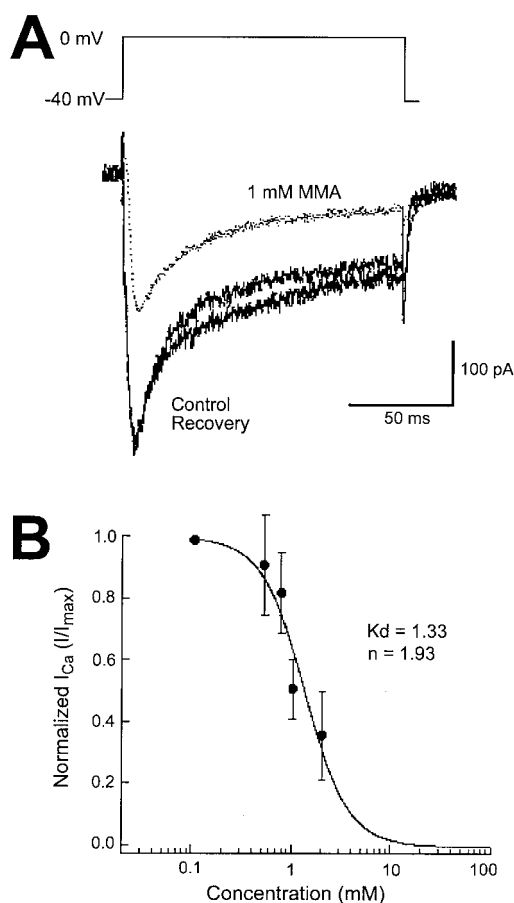 A
0 mV
-40 mV
1 mM MMA
100 pA
50 ms
Control
Recovery
B
Normalized I_Ca (I/I_max)
1.0
0.8
0.6
0.4
0.2
0.0
Kd = 1.33
n = 1.93
0.1 1 10 100
Concentration (mM)